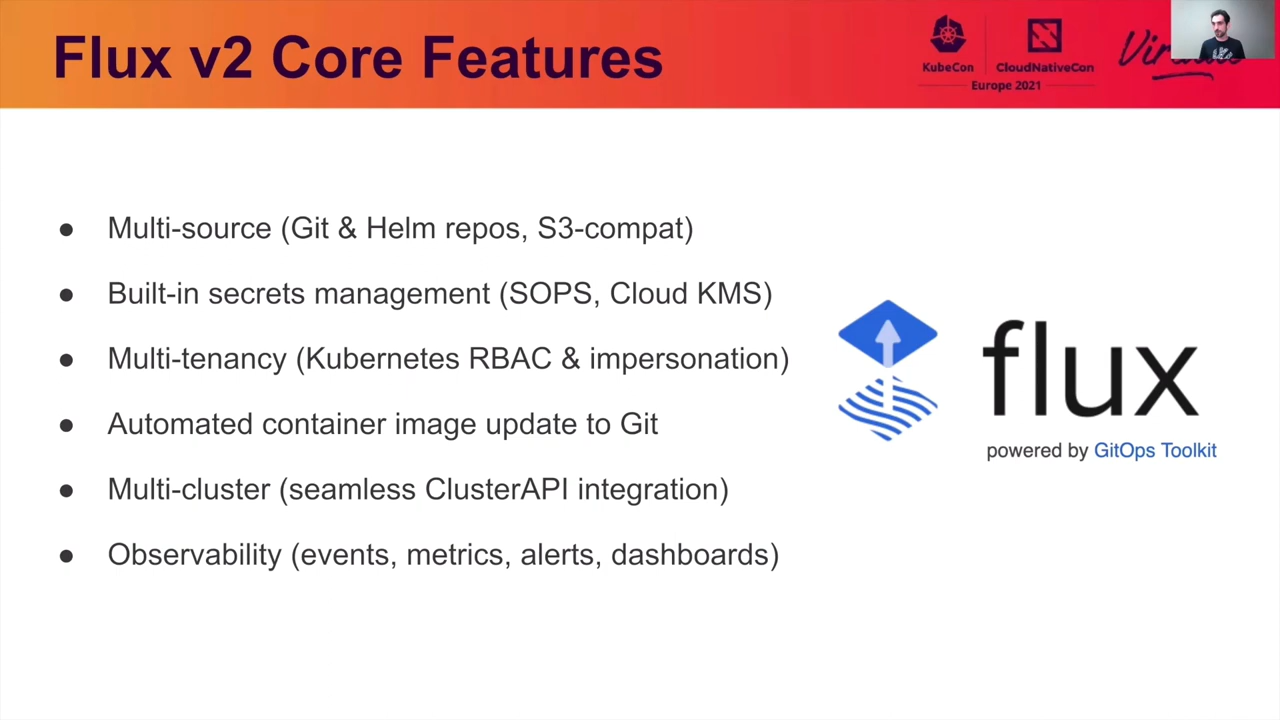 Flux v2 Core Features
KubeCon
CloudNativeCon
Europe 2021
● Multi-source (Git & Helm repos, S3-compat)
● Built-in secrets management (SOPS, Cloud KMS)
● Multi-tenancy (Kubernetes RBAC & impersonation)
● Automated container image update to Git
● Multi-cluster (seamless ClusterAPI integration)
● Observability (events, metrics, alerts, dashboards)
flux
powered by GitOps Toolkit